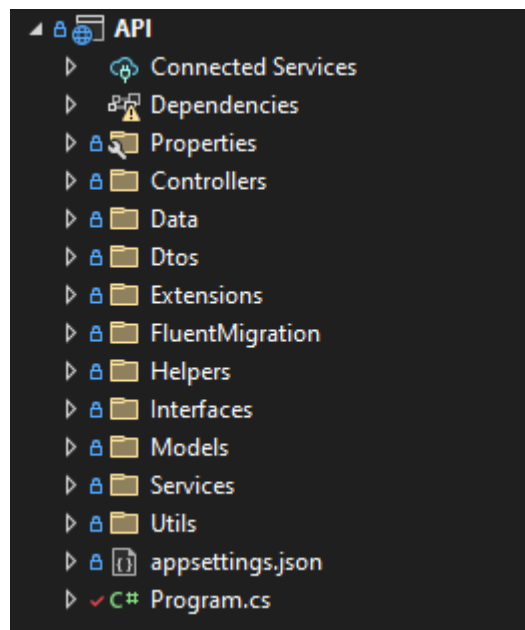 API
Connected Services
Dependencies
Properties
Controllers
Data
Dtos
Extensions
FluentMigration
Helpers
Interfaces
Models
Services
Utils
appsettings.json
C# Program.cs